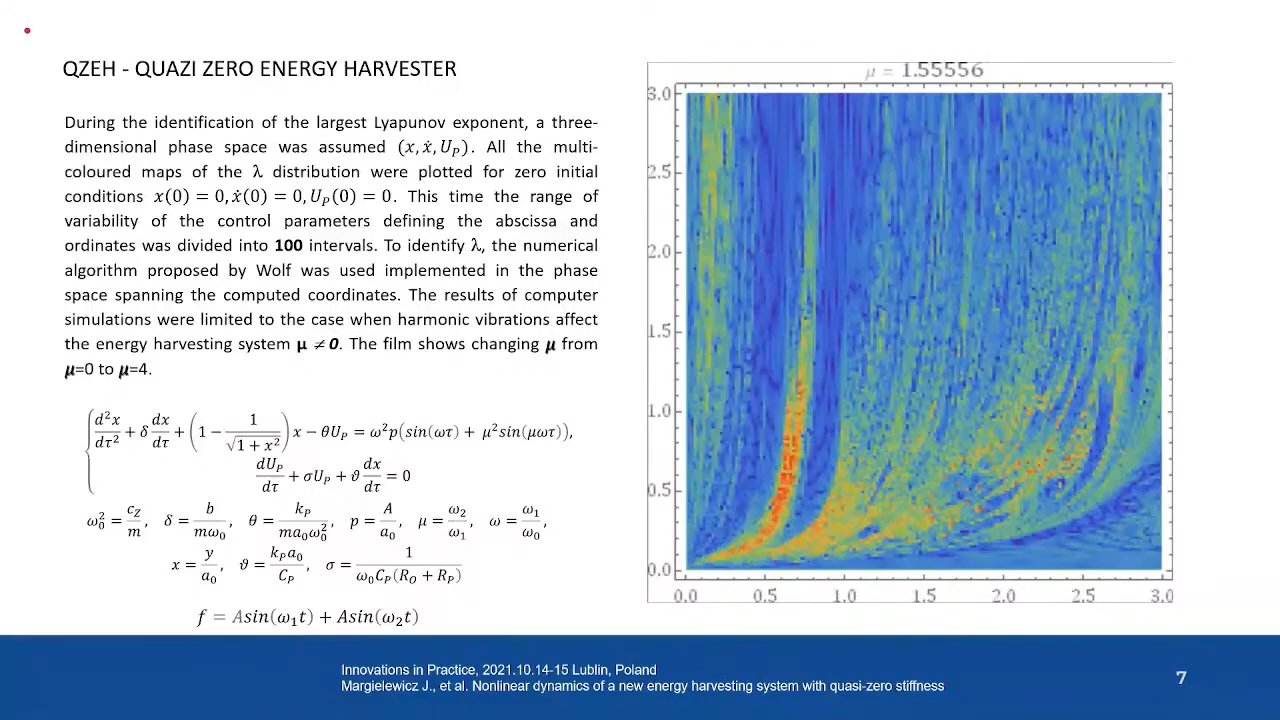 QZEH - QUAZI ZERO ENERGY HARVESTER
During the identification of the largest Lyapunov exponent, a three-
dimensional phase space was assumed (x, ẋ, U_P). All the multi-
coloured maps of the λ distribution were plotted for zero initial
conditions x(0) = 0, ẋ(0) = 0, U_P(0) = 0. This time the range of
variability of the control parameters defining the abscissa and
ordinates was divided into 100 intervals. To identify λ, the numerical
algorithm proposed by Wolf was used implemented in the phase
space spanning the computed coordinates. The results of computer
simulations were limited to the case when harmonic vibrations affect
the energy harvesting system μ ≠ 0. The film shows changing μ from
μ=0 to μ=4.
d²x/dτ² + δ dx/dτ + (1 − 1/√(1 + x²))x − θU_P = ω²p(sin(ωτ) + μ²sin(μωτ)),
dU_P/dτ + σU_P + ϑ dx/dτ = 0
ω₀² = c_Z/m, δ = b/(mω₀), θ = k_P/(ma₀ω₀²), p = A/a₀, μ = ω₂/ω₁, ω = ω₁/ω₀,
x = y/a₀, ϑ = k_P a₀/C_P, σ = 1/(ω₀C_P(R_O + R_P))
f = Asin(ω₁t) + Asin(ω₂t)
μ = 1.55556
3.0
2.5
2.0
1.5
1.0
0.5
0.0
0.0 0.5 1.0 1.5 2.0 2.5 3.0
Innovations in Practice, 2021.10.14-15 Lublin, Poland
Margielewicz J., et al. Nonlinear dynamics of a new energy harvesting system with quasi-zero stiffness
7